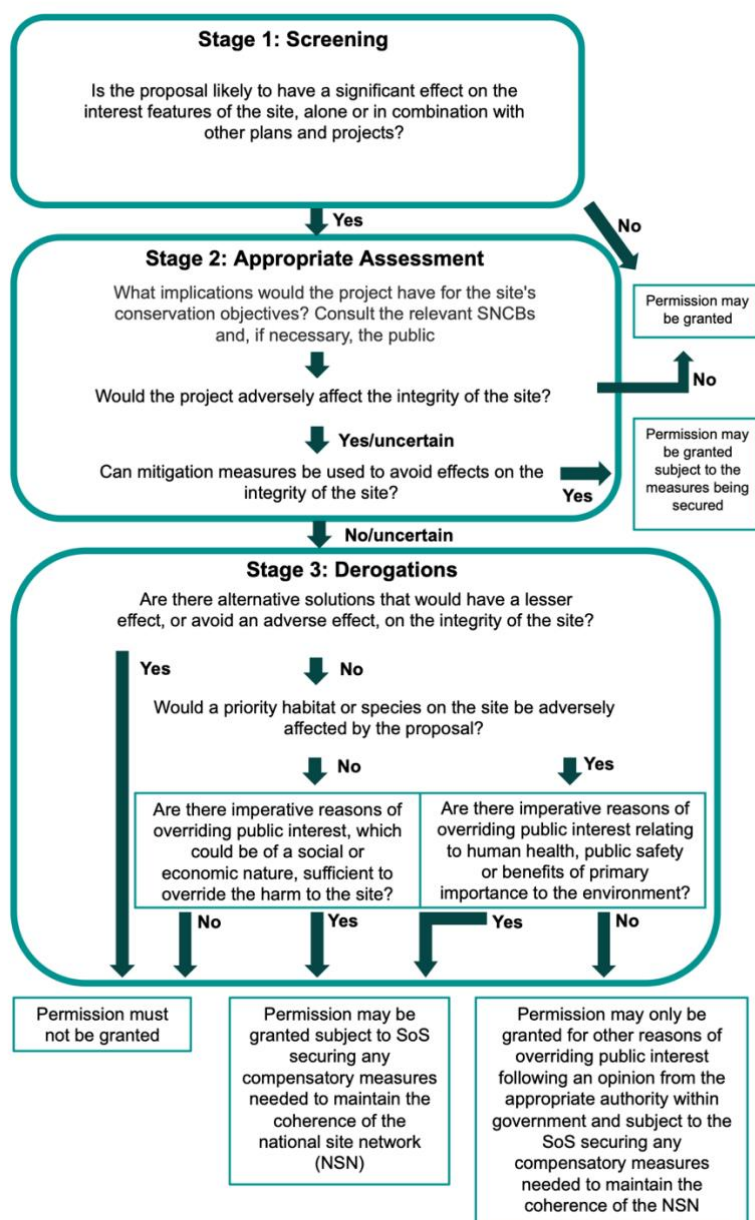 Stage 1: Screening
Is the proposal likely to have a significant effect on the
interest features of the site, alone or in combination with
other plans and projects?
Yes
No
Permission may
be granted
Stage 2: Appropriate Assessment
What implications would the project have for the site's
conservation objectives? Consult the relevant SNCBs
and, if necessary, the public
Would the project adversely affect the integrity of the site?
No
Yes/uncertain
Can mitigation measures be used to avoid effects on the
integrity of the site?
Yes
Permission may
be granted
subject to the
measures being
secured
No/uncertain
Stage 3: Derogations
Are there alternative solutions that would have a lesser
effect, or avoid an adverse effect, on the integrity of the site?
Yes
No
Would a priority habitat or species on the site be adversely
affected by the proposal?
No
Yes
Are there imperative reasons of
overriding public interest, which
could be of a social or
economic nature, sufficient to
override the harm to the site?
Are there imperative reasons of
overriding public interest relating
to human health, public safety
or benefits of primary
importance to the environment?
No
Yes
Yes
No
Permission must
not be granted
Permission may be
granted subject to SoS
securing any
compensatory measures
needed to maintain the
coherence of the
national site network
(NSN)
Permission may only be
granted for other reasons of
overriding public interest
following an opinion from the
appropriate authority within
government and subject to the
SoS securing any
compensatory measures
needed to maintain the
coherence of the NSN